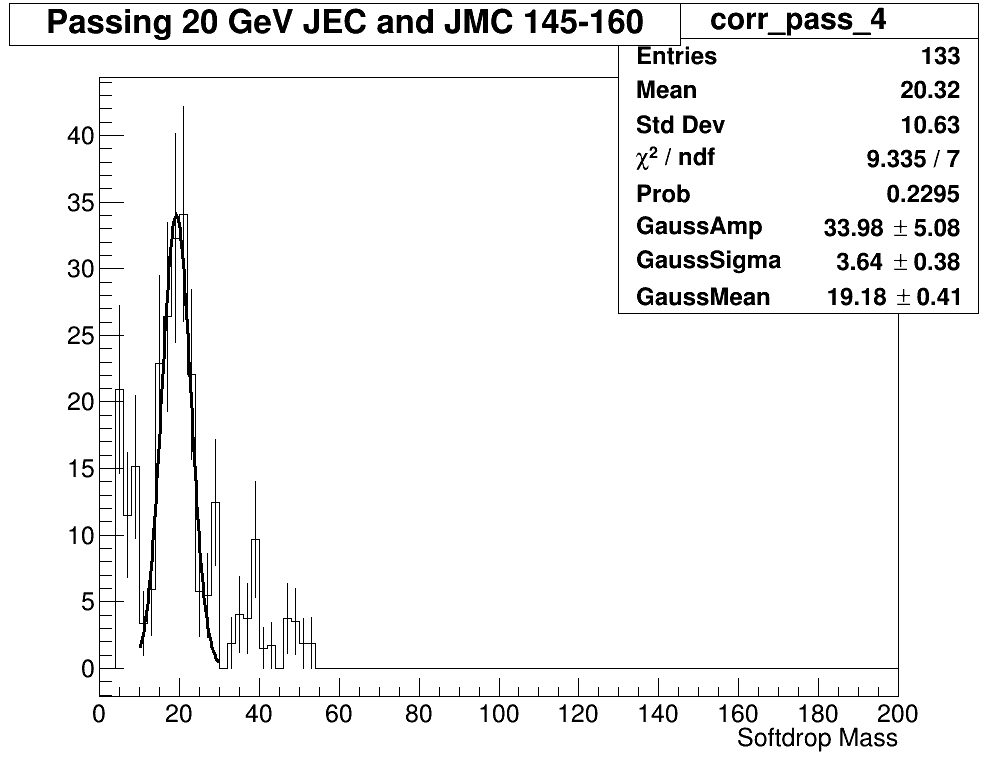 Passing 20 GeV JEC and JMC 145-160
corr_pass_4
Entries 133
Mean 20.32
Std Dev 10.63
χ² / ndf 9.335 / 7
Prob 0.2295
GaussAmp 33.98 ± 5.08
GaussSigma 3.64 ± 0.38
GaussMean 19.18 ± 0.41
40
35
30
25
20
15
10
5
0
0 20 40 60 80 100 120 140 160 180 200
Softdrop Mass